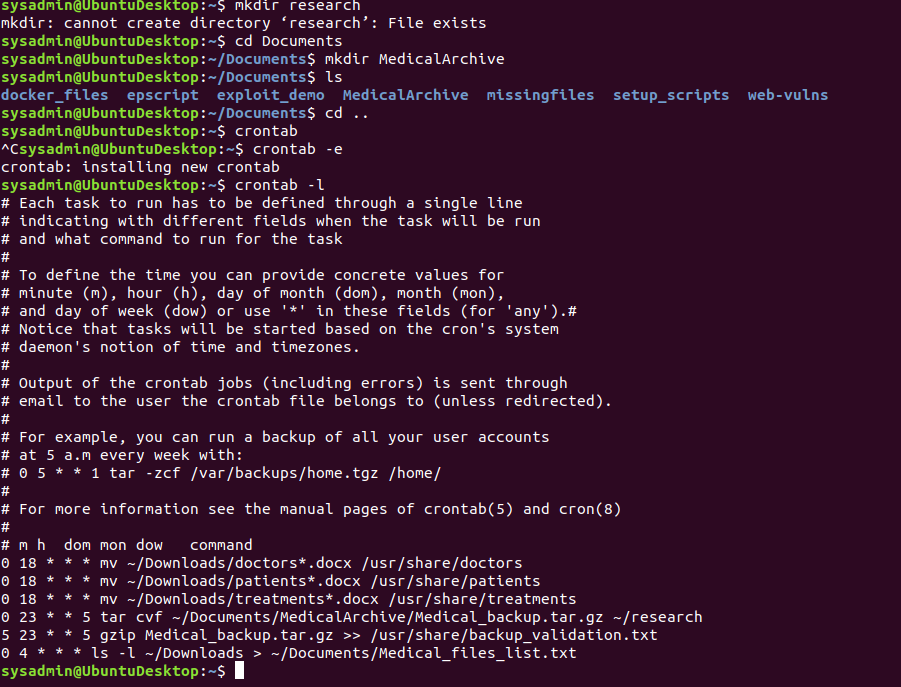 sysadmin@UbuntuDesktop:~$ mkdir research
mkdir: cannot create directory ‘research’: File exists
sysadmin@UbuntuDesktop:~$ cd Documents
sysadmin@UbuntuDesktop:~/Documents$ mkdir MedicalArchive
sysadmin@UbuntuDesktop:~/Documents$ ls
docker_files  epscript  exploit_demo  MedicalArchive  missingfiles  setup_scripts  web-vulns
sysadmin@UbuntuDesktop:~/Documents$ cd ..
sysadmin@UbuntuDesktop:~$ crontab
^Csysadmin@UbuntuDesktop:~$ crontab -e
crontab: installing new crontab
sysadmin@UbuntuDesktop:~$ crontab -l
# Each task to run has to be defined through a single line
# indicating with different fields when the task will be run
# and what command to run for the task
#
# To define the time you can provide concrete values for
# minute (m), hour (h), day of month (dom), month (mon),
# and day of week (dow) or use '*' in these fields (for 'any').#
# Notice that tasks will be started based on the cron's system
# daemon's notion of time and timezones.
#
# Output of the crontab jobs (including errors) is sent through
# email to the user the crontab file belongs to (unless redirected).
#
# For example, you can run a backup of all your user accounts
# at 5 a.m every week with:
# 0 5 * * 1 tar -zcf /var/backups/home.tgz /home/
#
# For more information see the manual pages of crontab(5) and cron(8)
#
# m h  dom mon dow   command
0 18 * * * mv ~/Downloads/doctors*.docx /usr/share/doctors
0 18 * * * mv ~/Downloads/patients*.docx /usr/share/patients
0 18 * * * mv ~/Downloads/treatments*.docx /usr/share/treatments
0 23 * * 5 tar cvf ~/Documents/MedicalArchive/Medical_backup.tar.gz ~/research
5 23 * * 5 gzip Medical_backup.tar.gz >> /usr/share/backup_validation.txt
0 4 * * * ls -l ~/Downloads > ~/Documents/Medical_files_list.txt
sysadmin@UbuntuDesktop:~$